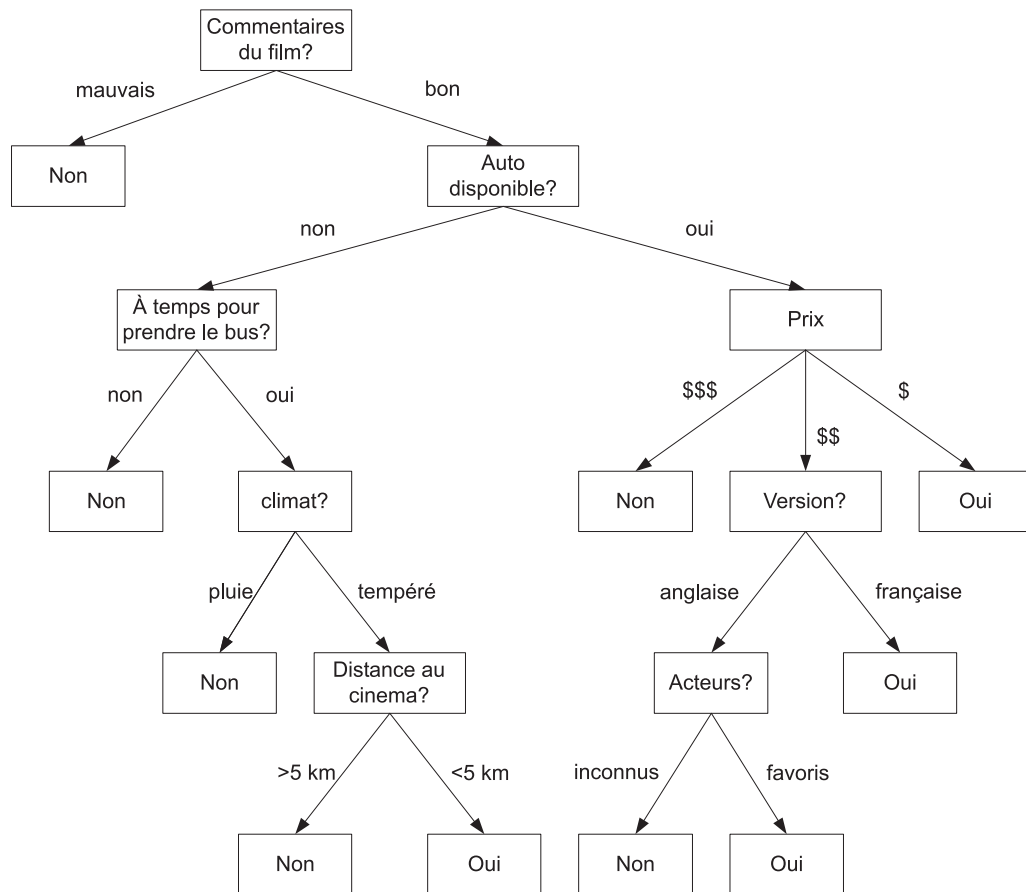 Commentaires
du film?
mauvais
bon
Non
Auto
disponible?
non
oui
À temps pour
prendre le bus?
Prix
non
oui
$$$
$$
$
Non
climat?
Non
Version?
Oui
pluie
tempéré
anglaise
française
Non
Distance au
cinema?
Acteurs?
Oui
>5 km
<5 km
inconnus
favoris
Non
Oui
Non
Oui